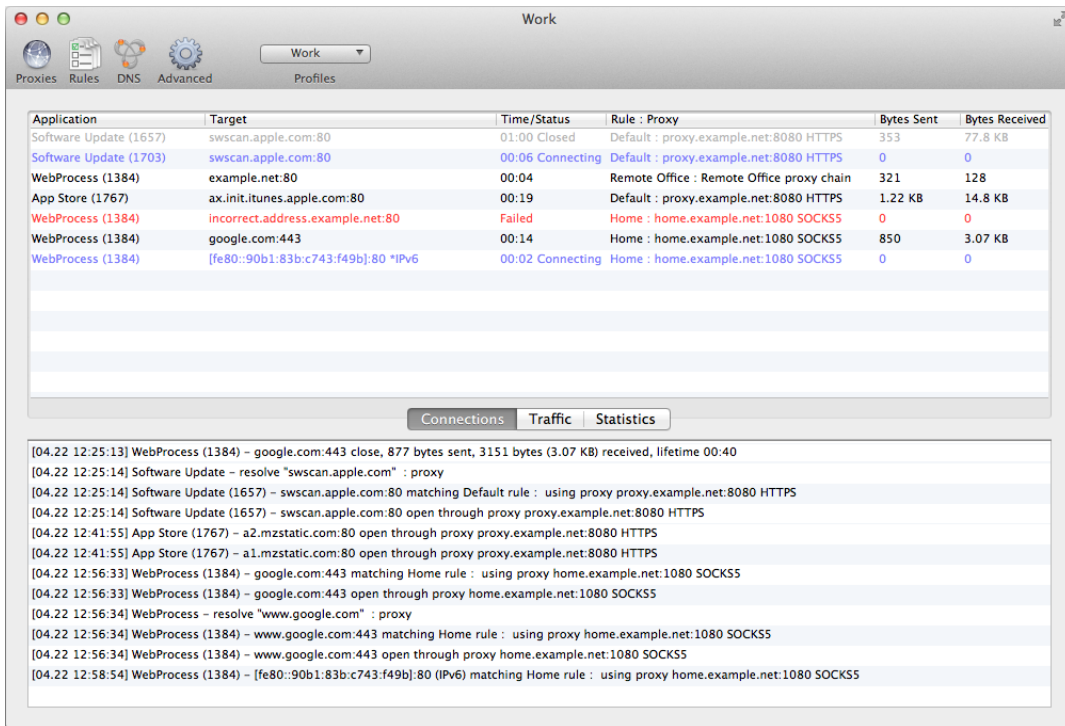 Work
Proxies Rules DNS Advanced Work Profiles
Application Target Time/Status Rule : Proxy Bytes Sent Bytes Received
Software Update (1657) swscan.apple.com:80 01:00 Closed Default : proxy.example.net:8080 HTTPS 353 77.8 KB
Software Update (1703) swscan.apple.com:80 00:06 Connecting Default : proxy.example.net:8080 HTTPS 0 0
WebProcess (1384) example.net:80 00:04 Remote Office : Remote Office proxy chain 321 128
App Store (1767) ax.init.itunes.apple.com:80 00:19 Default : proxy.example.net:8080 HTTPS 1.22 KB 14.8 KB
WebProcess (1384) incorrect.address.example.net:80 Failed Home : home.example.net:1080 SOCKS5 0 0
WebProcess (1384) google.com:443 00:14 Home : home.example.net:1080 SOCKS5 850 3.07 KB
WebProcess (1384) [fe80::90b1:83b:c743:f49b]:80 *IPv6 00:02 Connecting Home : home.example.net:1080 SOCKS5 0 0
Connections Traffic Statistics
[04.22 12:25:13] WebProcess (1384) – google.com:443 close, 877 bytes sent, 3151 bytes (3.07 KB) received, lifetime 00:40
[04.22 12:25:14] Software Update – resolve "swscan.apple.com" : proxy
[04.22 12:25:14] Software Update (1657) – swscan.apple.com:80 matching Default rule : using proxy proxy.example.net:8080 HTTPS
[04.22 12:25:14] Software Update (1657) – swscan.apple.com:80 open through proxy proxy.example.net:8080 HTTPS
[04.22 12:41:55] App Store (1767) – a2.mzstatic.com:80 open through proxy proxy.example.net:8080 HTTPS
[04.22 12:41:55] App Store (1767) – a1.mzstatic.com:80 open through proxy proxy.example.net:8080 HTTPS
[04.22 12:56:33] WebProcess (1384) – google.com:443 matching Home rule : using proxy home.example.net:1080 SOCKS5
[04.22 12:56:33] WebProcess (1384) – google.com:443 open through proxy home.example.net:1080 SOCKS5
[04.22 12:56:34] WebProcess – resolve "www.google.com" : proxy
[04.22 12:56:34] WebProcess (1384) – www.google.com:443 matching Home rule : using proxy home.example.net:1080 SOCKS5
[04.22 12:56:34] WebProcess (1384) – www.google.com:443 open through proxy home.example.net:1080 SOCKS5
[04.22 12:58:54] WebProcess (1384) – [fe80::90b1:83b:c743:f49b]:80 (IPv6) matching Home rule : using proxy home.example.net:1080 SOCKS5